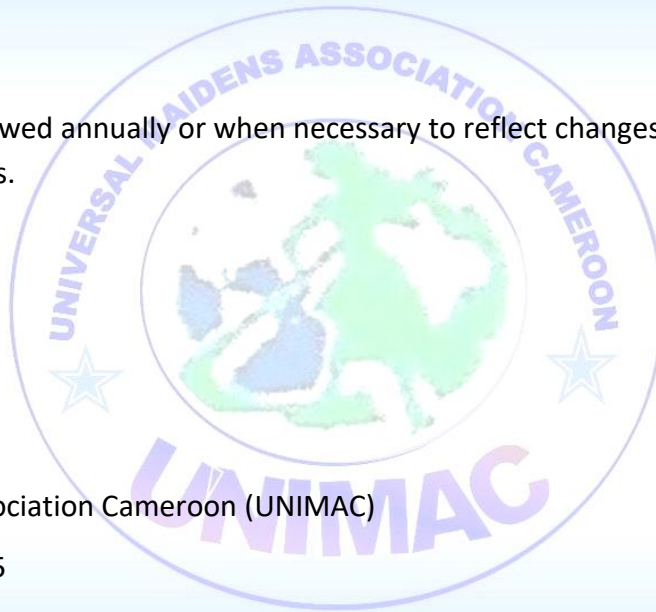 UNIVERSAL MAIDENS ASSOCIATION CAMEROON
wed annually or when necessary to reflect changes
s.
ociation Cameroon (UNIMAC)
5
UNIMAC